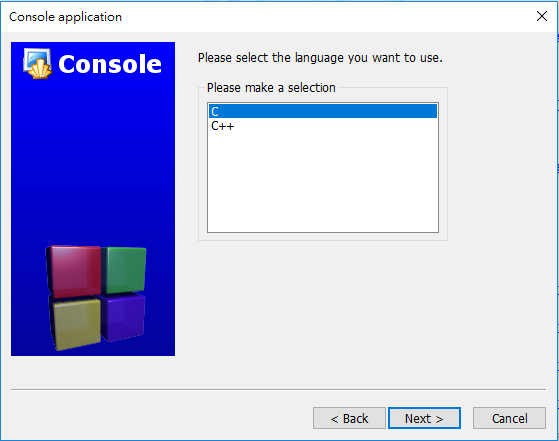 Console application
Console
Please select the language you want to use.
Please make a selection
C
C++
< Back
Next >
Cancel